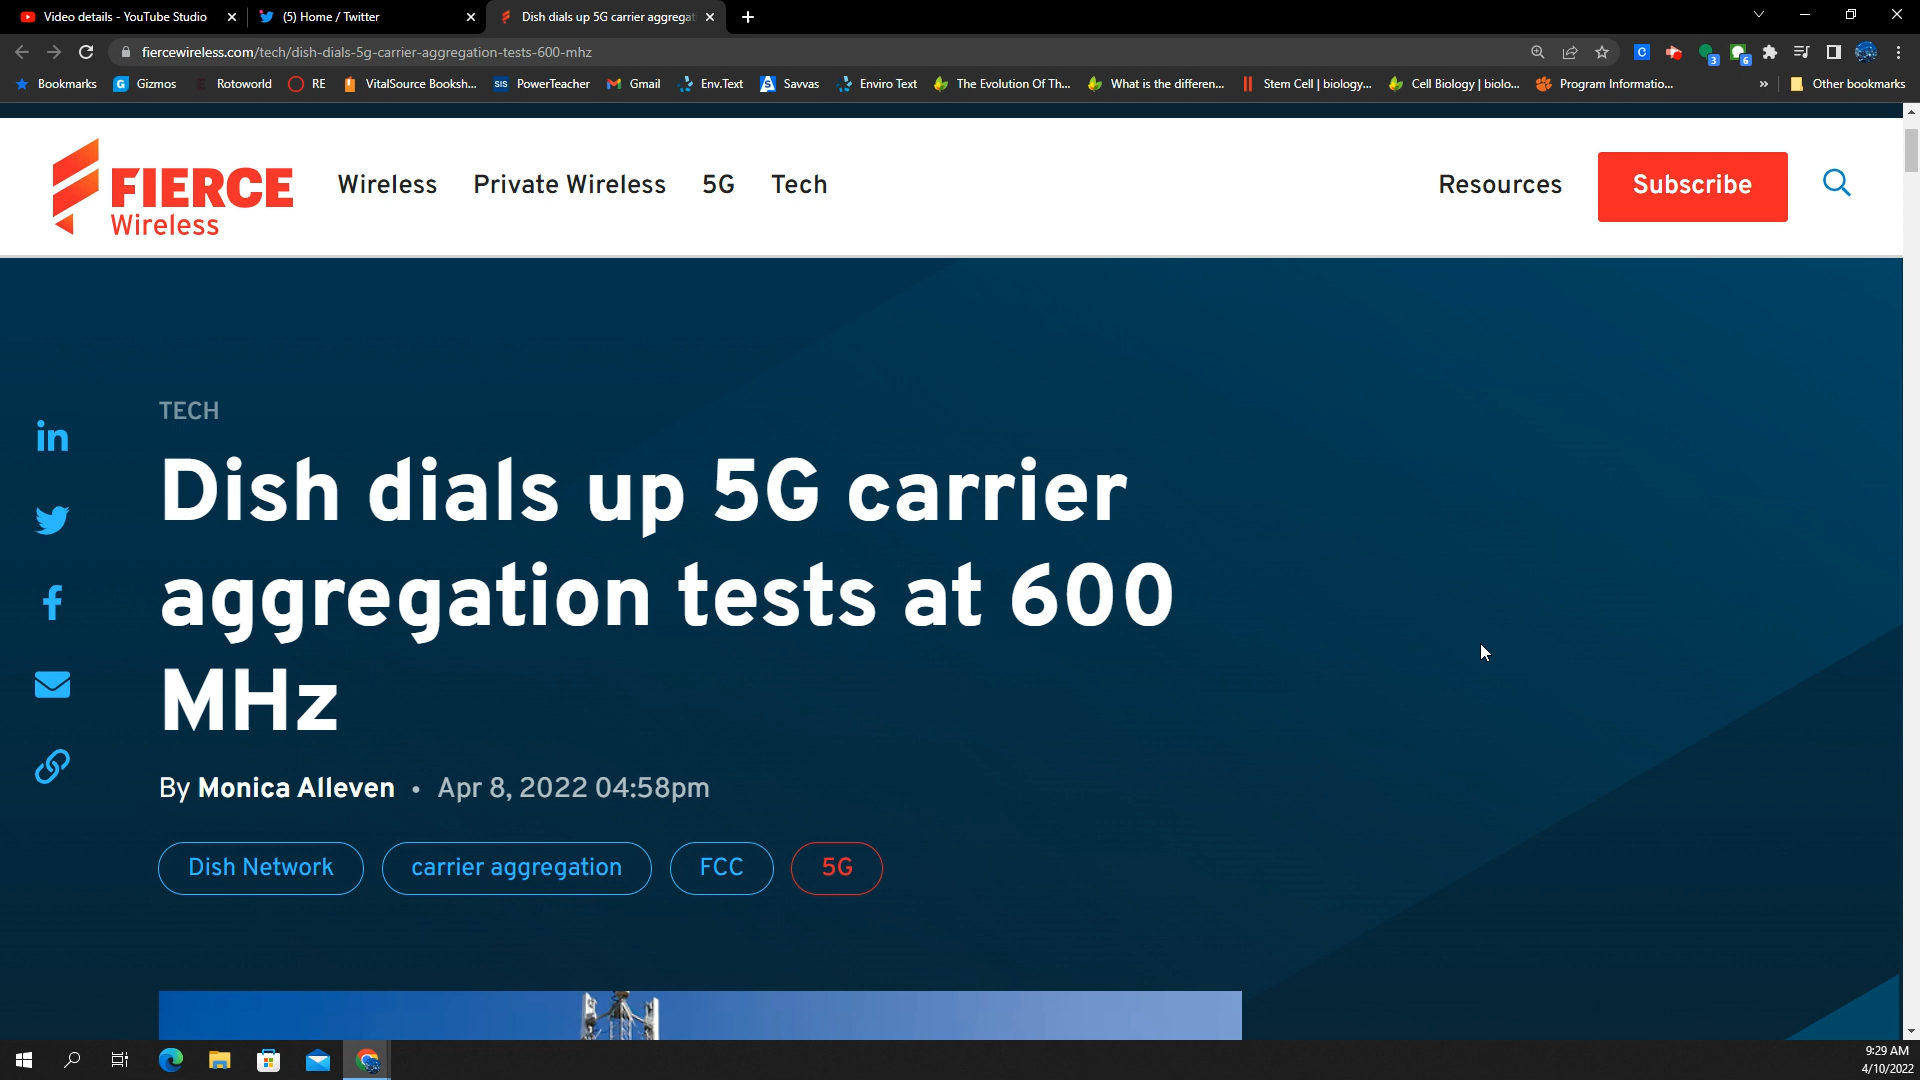 Video details - YouTube Studio
(5) Home / Twitter
Dish dials up 5G carrier aggregat
fiercewireless.com/tech/dish-dials-5g-carrier-aggregation-tests-600-mhz
C
3
6
Bookmarks
G Gizmos
Rotoworld
RE
VitalSource Booksh...
SIS PowerTeacher
Gmail
Env.Text
S Savvas
Enviro Text
The Evolution Of Th...
What is the differen...
Stem Cell | biology...
Cell Biology | biolo...
Program Informatio...
»
Other bookmarks
FIERCE
Wireless
Wireless
Private Wireless
5G
Tech
Resources
Subscribe
TECH
in
f
Dish dials up 5G carrier
aggregation tests at 600
MHz
By Monica Alleven • Apr 8, 2022 04:58pm
Dish Network
carrier aggregation
FCC
5G
9:29 AM
4/10/2022